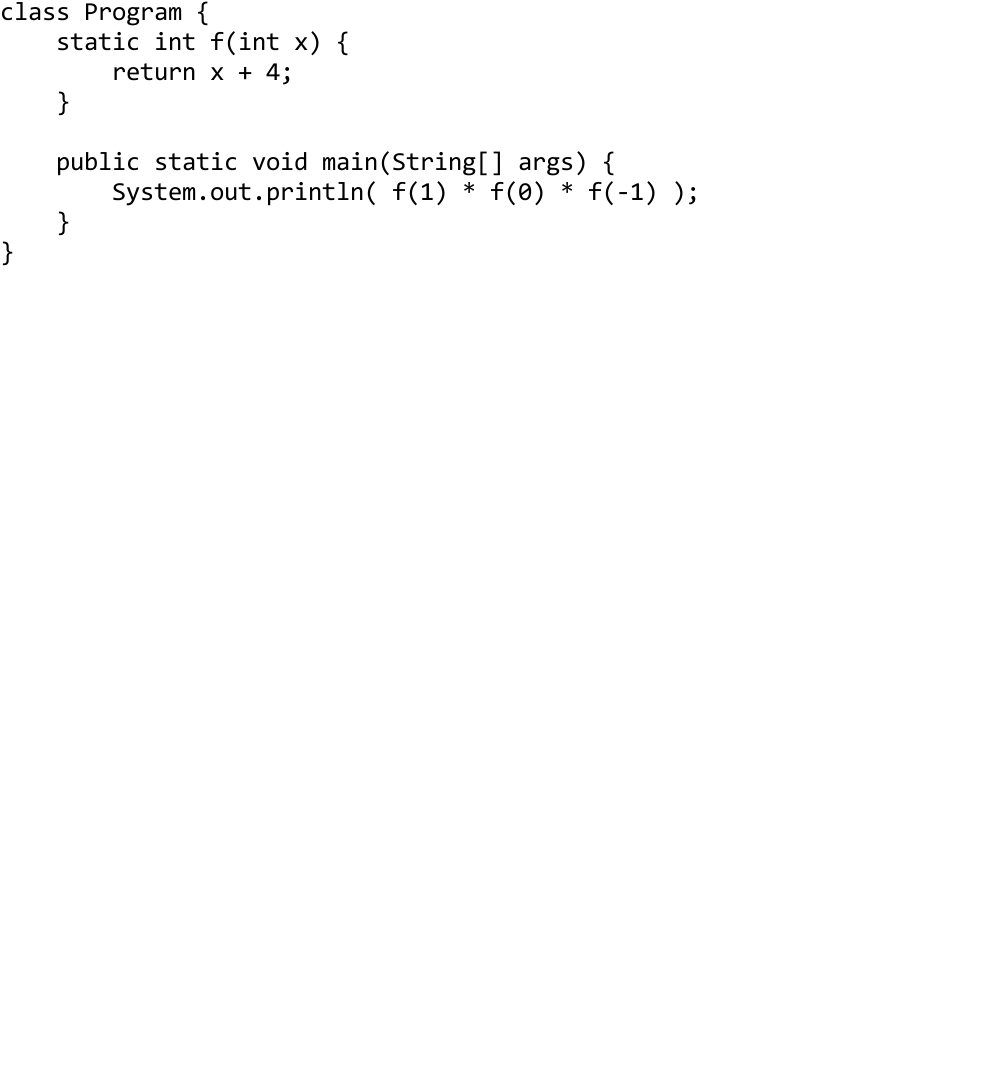 class Program {
    static int f(int x) {
        return x + 4;
    }

    public static void main(String[] args) {
        System.out.println( f(1) * f(0) * f(-1) );
    }
}